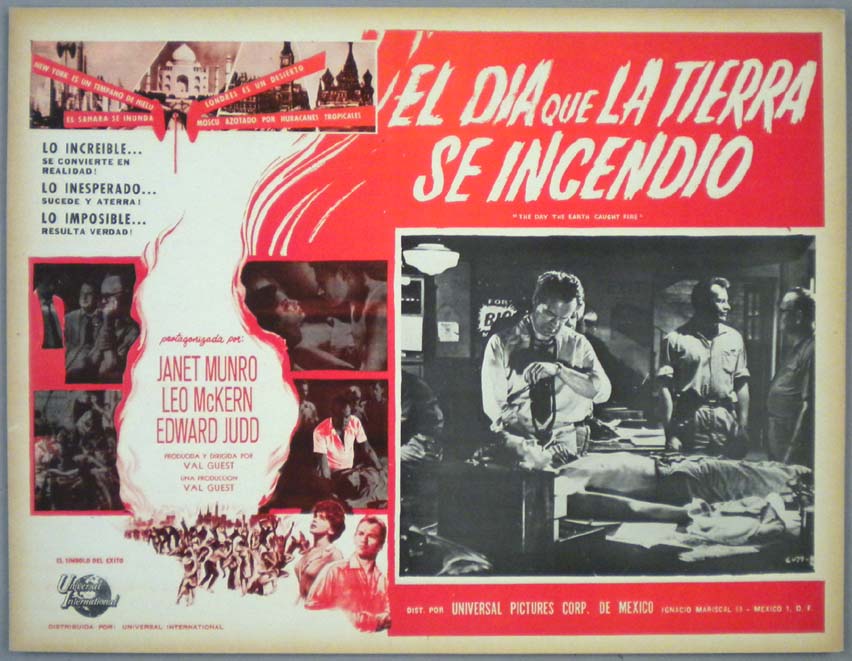 NEW YORK ES UN TEMPANO DE HIELO
LONDRES ES UN DESIERTO
EL SAHARA SE INUNDA
MOSCU AZOTADO POR HURACANES TROPICALES
LO INCREIBLE...
SE CONVIERTE EN
REALIDAD!
LO INESPERADO...
SUCEDE Y ATERRA!
LO IMPOSIBLE...
RESULTA VERDAD!
EL DIA QUE LA TIERRA
SE INCENDIO
"THE DAY THE EARTH CAUGHT FIRE"
protagonizada por:
JANET MUNRO
LEO McKERN
EDWARD JUDD
PRODUCIDA Y DIRIGIDA POR
VAL GUEST
UNA PRODUCCION
VAL GUEST
FOR
BIG
EL SIMBOLO DEL EXITO
Universal
International
DISTRIBUIDA POR: UNIVERSAL INTERNATIONAL
DIST. POR UNIVERSAL PICTURES CORP. DE MEXICO
MEXICO 1, D. F.